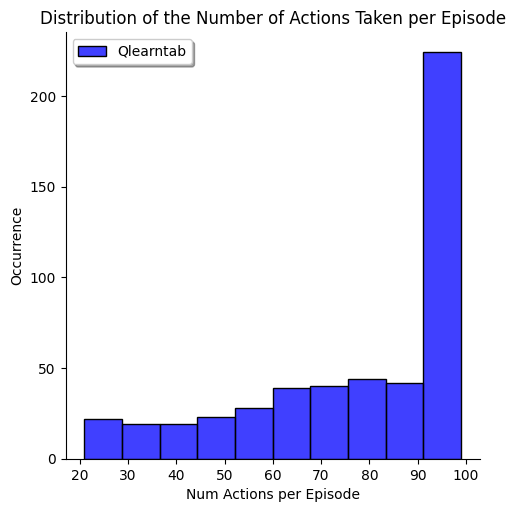 Distribution of the Number of Actions Taken per Episode
Qlearntab
200
150
100
50
0
Occurrence
20 30 40 50 60 70 80 90 100
Num Actions per Episode